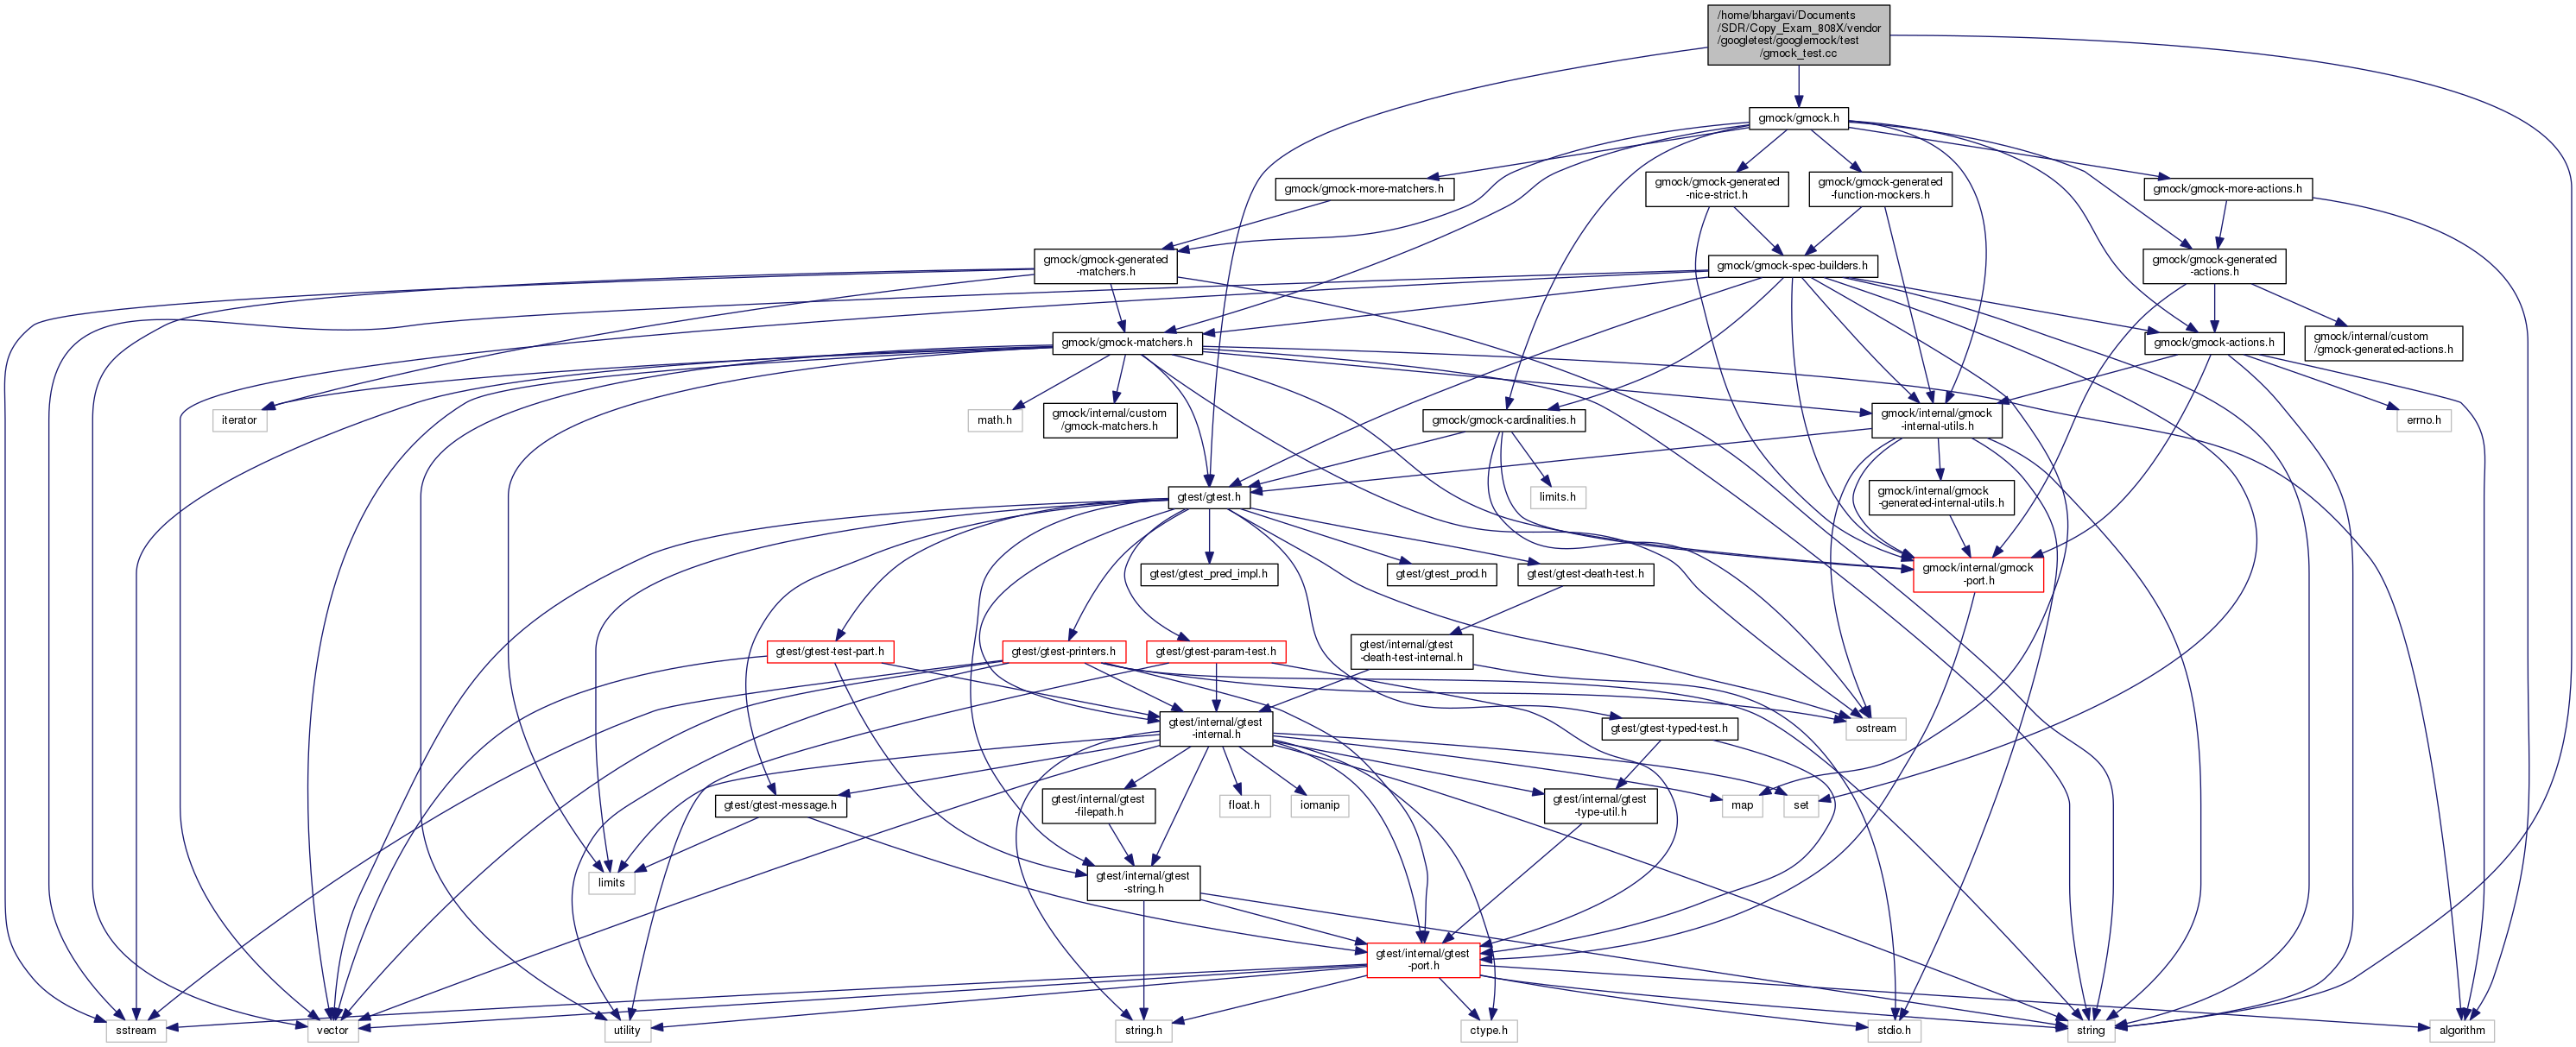 /home/bhargavi/Documents
/SDR/Copy_Exam_808X/vendor
/googletest/googlemock/test
/gmock_test.cc
gmock/gmock.h
gmock/gmock-more-matchers.h
gmock/gmock-generated
-nice-strict.h
gmock/gmock-generated
-function-mockers.h
gmock/gmock-more-actions.h
gmock/gmock-generated
-matchers.h
gmock/gmock-spec-builders.h
gmock/gmock-generated
-actions.h
gmock/gmock-matchers.h
gmock/gmock-actions.h
gmock/internal/custom
/gmock-generated-actions.h
iterator
math.h
gmock/internal/custom
/gmock-matchers.h
gmock/gmock-cardinalities.h
gmock/internal/gmock
-internal-utils.h
errno.h
gtest/gtest.h
limits.h
gmock/internal/gmock
-generated-internal-utils.h
gtest/gtest_pred_impl.h
gtest/gtest_prod.h
gtest/gtest-death-test.h
gmock/internal/gmock
-port.h
gtest/gtest-test-part.h
gtest/gtest-printers.h
gtest/gtest-param-test.h
gtest/internal/gtest
-death-test-internal.h
gtest/internal/gtest
-internal.h
gtest/gtest-typed-test.h
ostream
gtest/gtest-message.h
gtest/internal/gtest
-filepath.h
float.h
iomanip
gtest/internal/gtest
-type-util.h
map
set
limits
gtest/internal/gtest
-string.h
gtest/internal/gtest
-port.h
sstream
vector
utility
string.h
ctype.h
stdio.h
string
algorithm